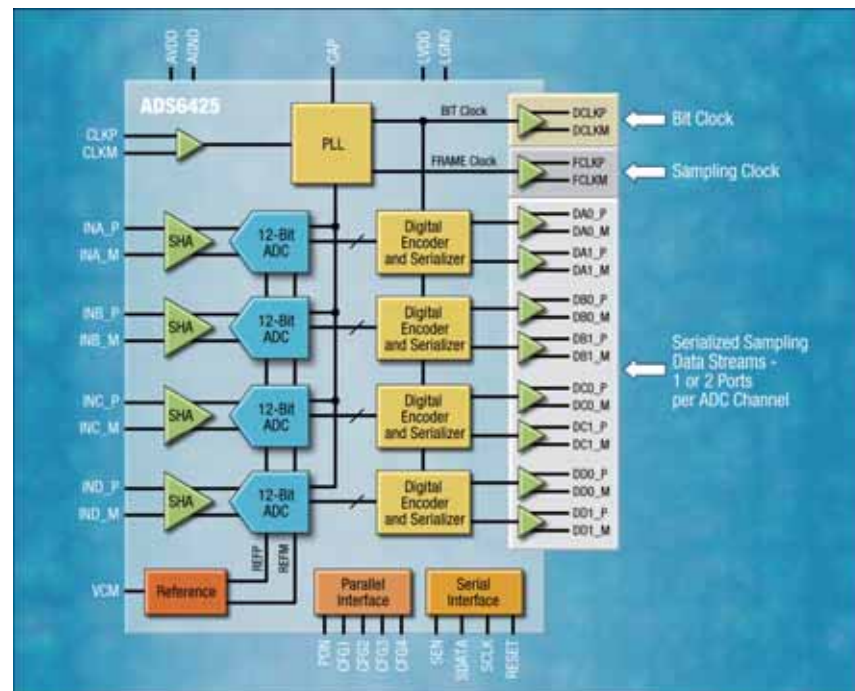 AVDD
AGND
CAP
LVDD
LGND
ADS6425
CLKP
CLKM
PLL
BIT Clock
DCLKP
DCLKM
Bit Clock
FRAME Clock
FCLKP
FCLKM
Sampling Clock
INA_P
INA_M
SHA
12-Bit
ADC
Digital
Encoder
and Serializer
DA0_P
DA0_M
DA1_P
DA1_M
INB_P
INB_M
SHA
12-Bit
ADC
Digital
Encoder
and Serializer
DB0_P
DB0_M
DB1_P
DB1_M
Serialized Sampling
Data Streams -
1 or 2 Ports
per ADC Channel
INC_P
INC_M
SHA
12-Bit
ADC
Digital
Encoder
and Serializer
DC0_P
DC0_M
DC1_P
DC1_M
IND_P
IND_M
SHA
12-Bit
ADC
Digital
Encoder
and Serializer
DD0_P
DD0_M
DD1_P
DD1_M
REFP
REFM
VCM
Reference
Parallel
Interface
Serial
Interface
PDN
CFG1
CFG2
CFG3
CFG4
SEN
SDATA
SCLK
RESET